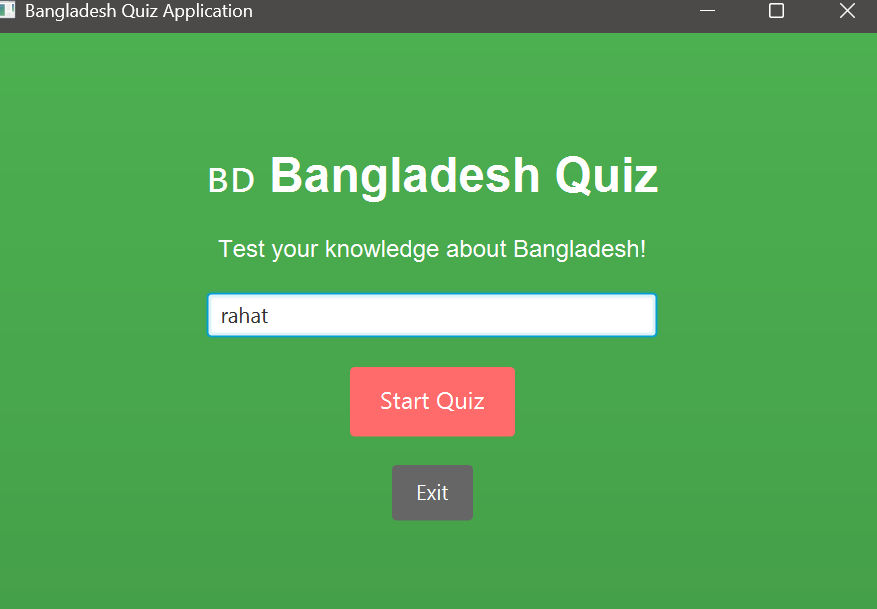 Bangladesh Quiz Application
BD Bangladesh Quiz
Test your knowledge about Bangladesh!
rahat
Start Quiz
Exit